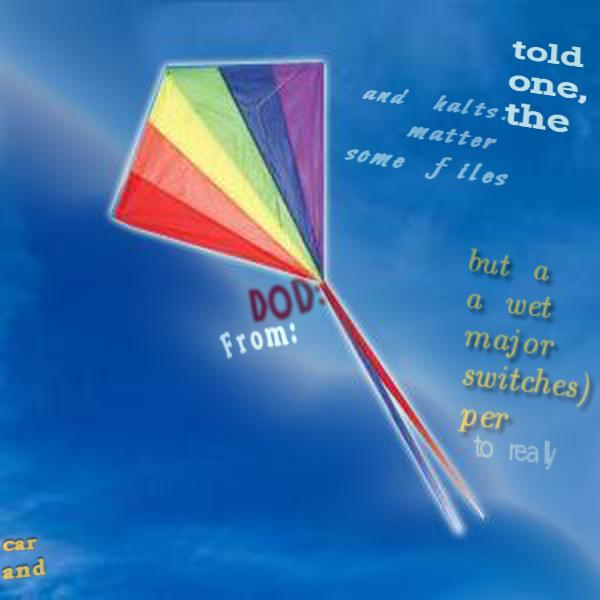 told
one,
the
and halts.
matter
some files
DOD:
From:
but a
a wet
major
switches)
per
to really
car
and